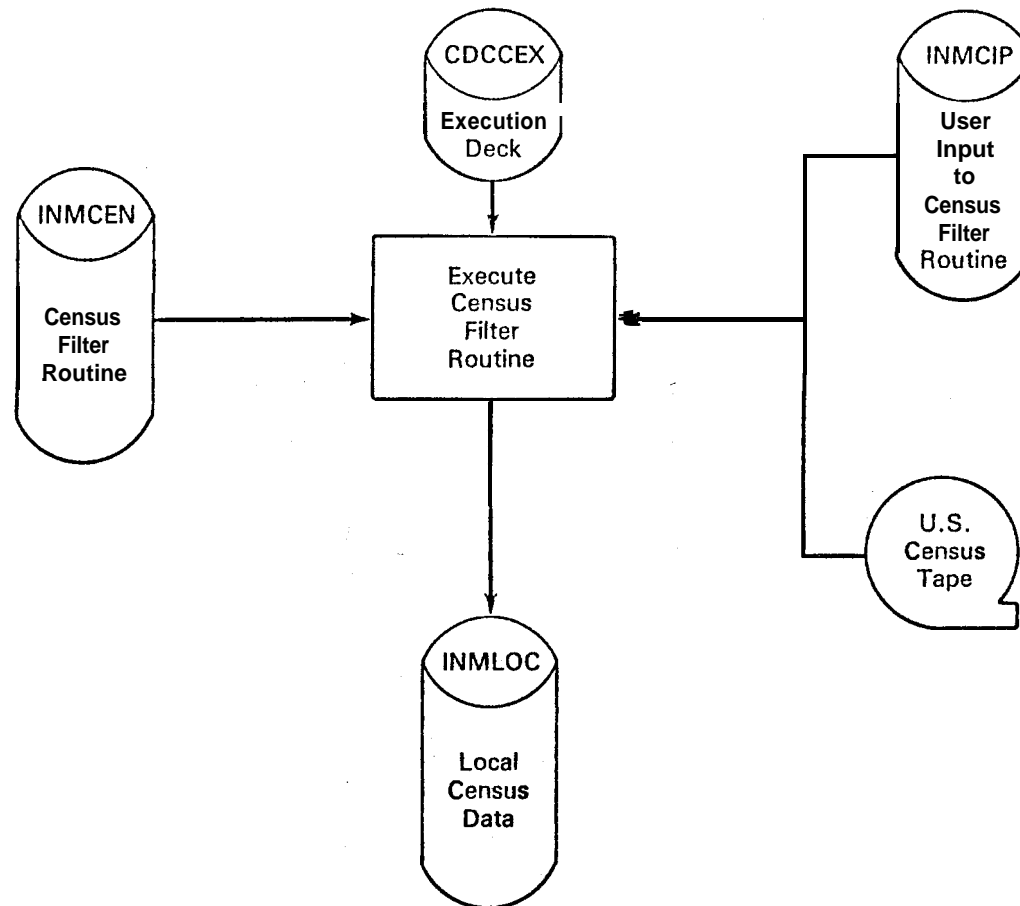 CDCCEX
Execution
Deck
INMCIP
User
Input
to
Census
Filter
Routine
INMCEN
Census
Filter
Routine
Execute
Census
Filter
Routine
U.S.
Census
Tape
INMLOC
Local
Census
Data